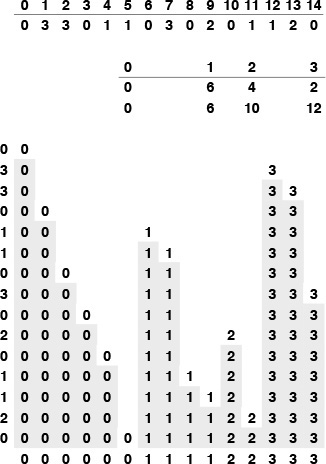 0 1 2 3 4 5 6 7 8 9 10 11 12 13 14
0 3 3 0 1 1 0 3 0 2 0 1 1 2 0
0 1 2 3
0 6 4 2
0 6 10 12
0 0
3 0 3
3 0 3 3
0 0 0 3 3
1 0 0 1 3 3
1 0 0 1 1 3 3
0 0 0 0 1 1 3 3
3 0 0 0 1 1 3 3 3
0 0 0 0 0 1 1 3 3 3
2 0 0 0 0 1 1 2 3 3 3
0 0 0 0 0 0 1 1 2 3 3 3
1 0 0 0 0 0 1 1 1 2 3 3 3
1 0 0 0 0 0 1 1 1 1 2 3 3 3
2 0 0 0 0 0 1 1 1 1 2 2 3 3 3
0 0 0 0 0 0 0 1 1 1 1 2 2 3 3 3
0 0 0 0 0 0 1 1 1 1 2 2 3 3 3